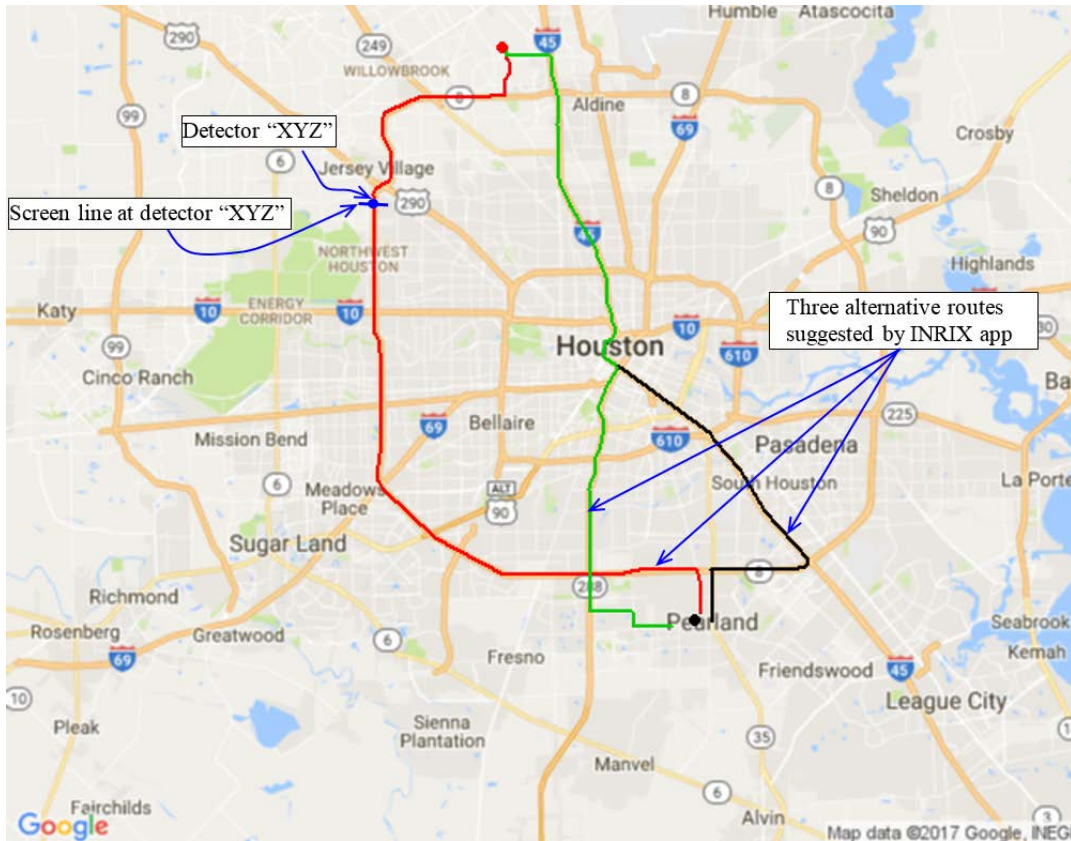 Humble
Atascocita
290
45
249
WILLOWBROOK
8
Aldine
8
99
69
Crosby
Detector “XYZ”
6
Jersey Village
8
Sheldon
Screen line at detector “XYZ”
290
90
45
NORTHWEST
HOUSTON
Highlands
Katy
10
ENERGY
CORRIDOR
10
Three alternative routes
suggested by INRIX app
10
Houston
610
99
Cinco Ranch
Bellaire
69
225
Mission Bend
610
Pasadena
6
Meadows
Place
ALT
90
South Houston
La Porte
Sugar Land
Richmond
288
8
Rosenberg
Greatwood
6
Pearland
Seabrook
69
Fresno
Friendswood
45
Kemah
10
League City
Pleak
Sienna
Plantation
35
Manvel
6
Fairchilds
Alvin
3
Google
Map data ©2017 Google, INEGI